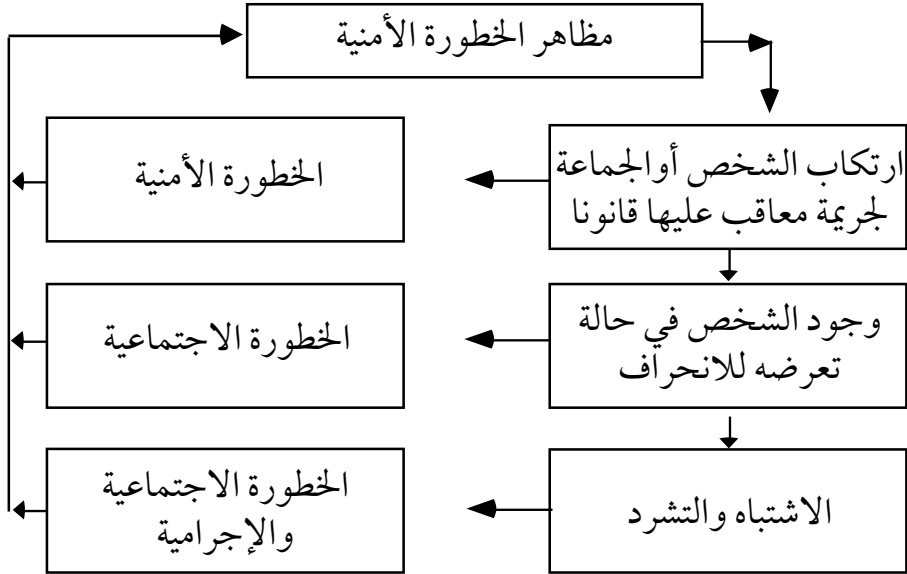 مظاهر الخطورة الأمنية
ارتكاب الشخص أوالجماعة
لجريمة معاقب عليها قانونا
الخطورة الأمنية
وجود الشخص في حالة
تعرضه للانحراف
الخطورة الاجتماعية
الاشتباه والتشرد
الخطورة الاجتماعية
والإجرامية